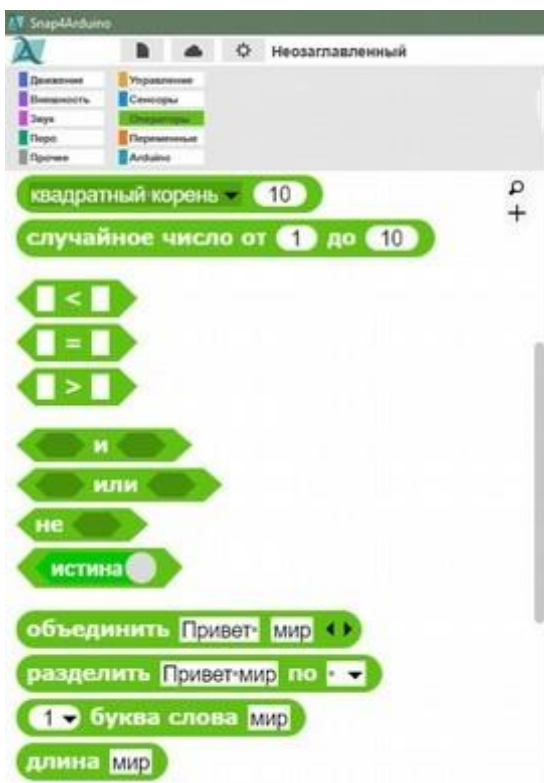 Snap4Arduino
Неозаглавленный
Движение Управление
Внешность Сенсоры
Звук Операторы
Перо Переменные
Прочее Arduino
квадратный корень 10
случайное число от 1 до 10
<
=
>
и
или
не
истина
объединить Привет мир
разделить Привет мир по
1 буква слова мир
длина мир